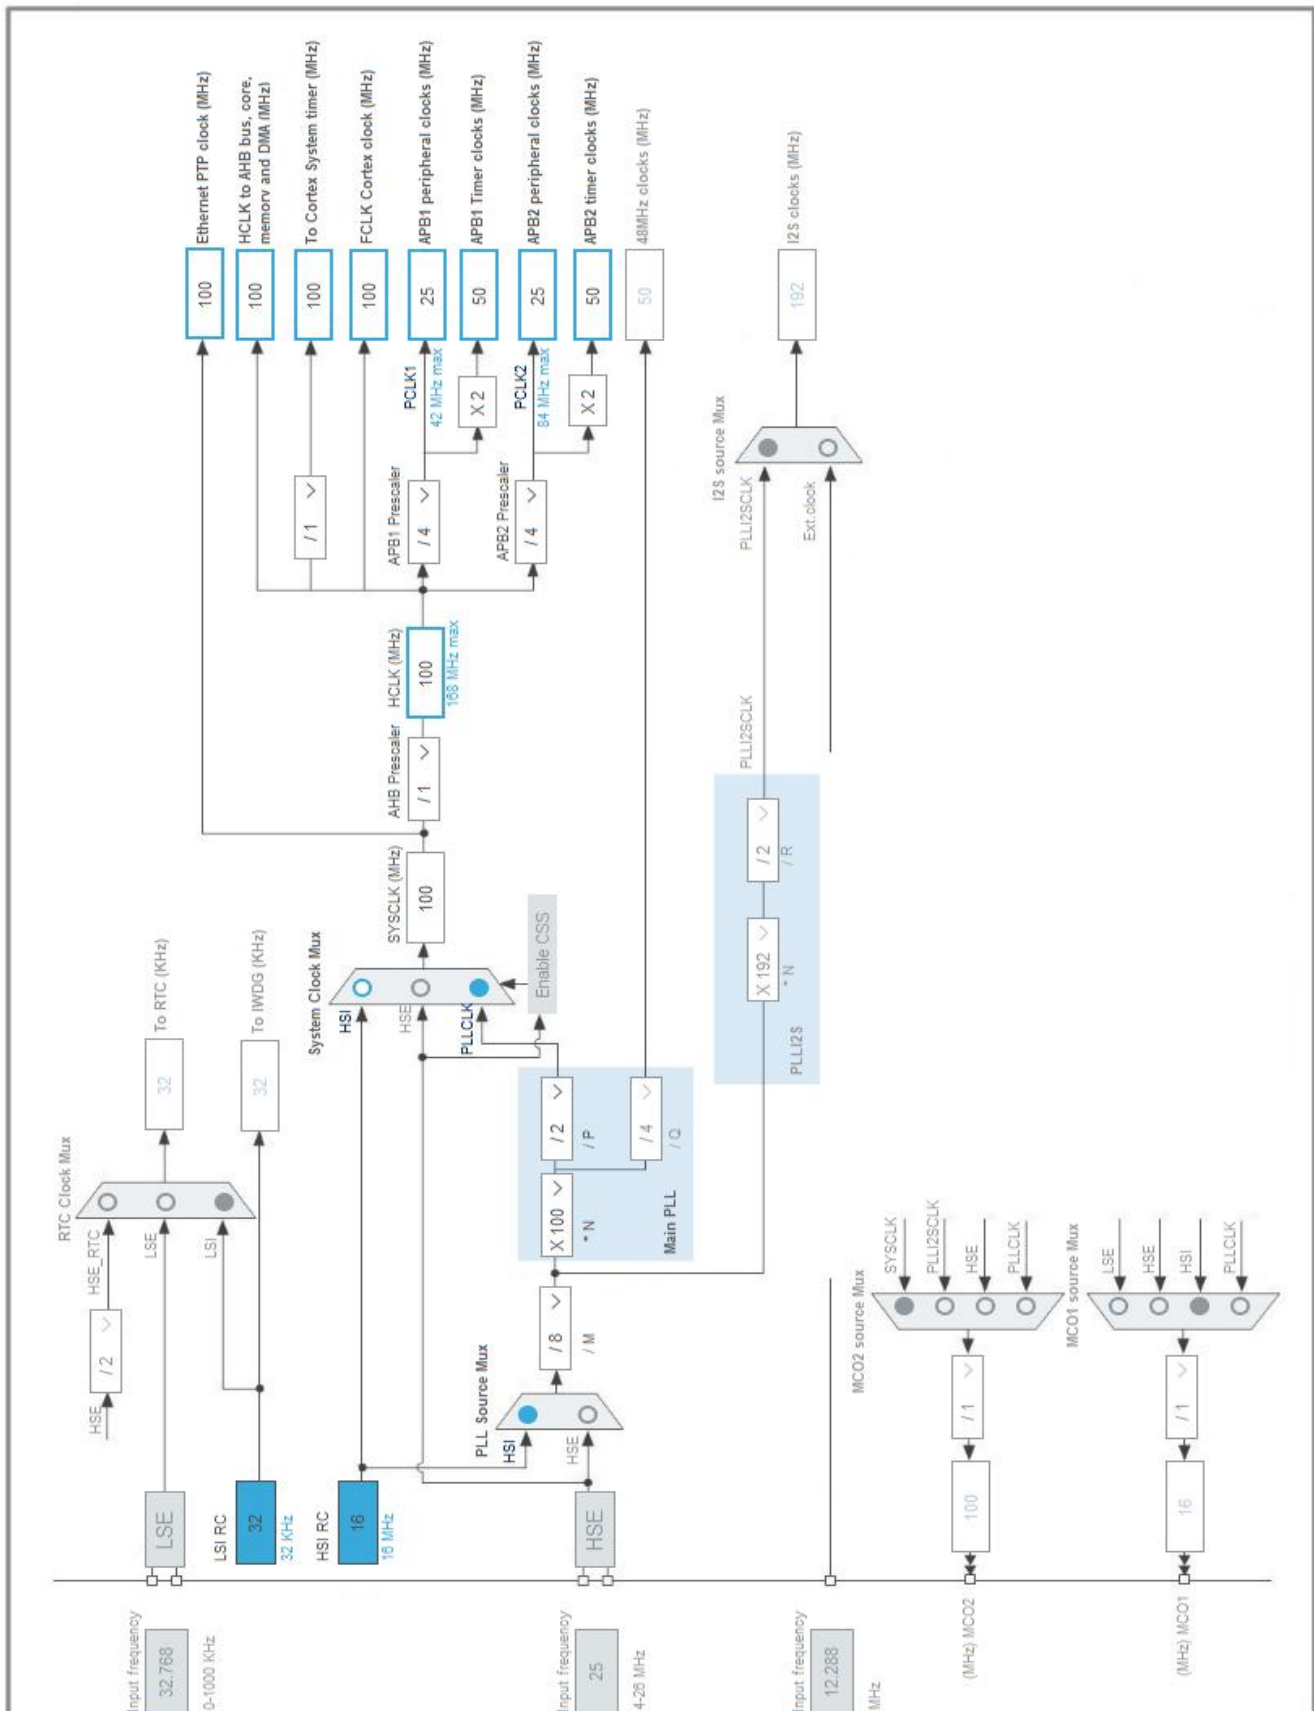 Input frequency
32.768
0-1000 KHz
LSE
HSE
/ 2
HSE_RTC
LSE
LSI
RTC Clock Mux
32
To RTC (KHz)
LSI RC
32
32 KHz
32
To IWDG (KHz)
HSI RC
16
16 MHz
System Clock Mux
HSI
HSE
PLLCLK
Enable CSS
SYSCLK (MHz)
100
AHB Prescaler
/ 1
HCLK (MHz)
100
168 MHz max
100
Ethernet PTP clock (MHz)
100
HCLK to AHB bus, core,
memory and DMA (MHz)
/ 1
100
To Cortex System timer (MHz)
100
FCLK Cortex clock (MHz)
APB1 Prescaler
/ 4
PCLK1
42 MHz max
25
APB1 peripheral clocks (MHz)
X 2
50
APB1 Timer clocks (MHz)
APB2 Prescaler
/ 4
PCLK2
84 MHz max
25
APB2 peripheral clocks (MHz)
X 2
50
APB2 timer clocks (MHz)
50
48MHz clocks (MHz)
Input frequency
25
4-26 MHz
HSE
PLL Source Mux
HSI
HSE
/ 8
/ M
X 100
* N
/ 2
/ P
/ 4
/ Q
Main PLL
PLLI2S
X 192
* N
/ 2
/ R
PLLI2SCLK
PLLI2SCLK
Ext.clock
I2S source Mux
192
I2S clocks (MHz)
Input frequency
12.288
MHz
(MHz) MCO2
100
/ 1
MCO2 source Mux
SYSCLK
PLLI2SCLK
HSE
PLLCLK
(MHz) MCO1
16
/ 1
MCO1 source Mux
LSE
HSE
HSI
PLLCLK